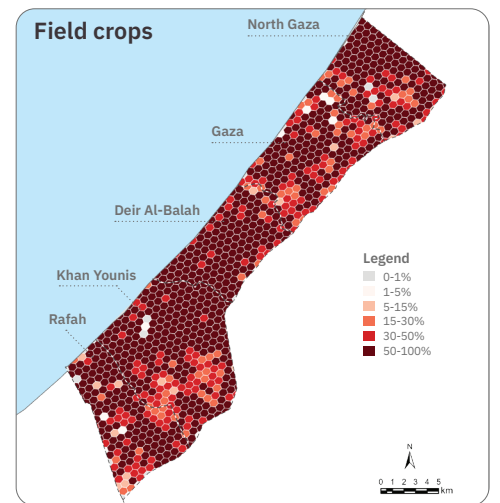 Field crops
North Gaza
Gaza
Deir Al-Balah
Khan Younis
Rafah
Legend
0-1%
1-5%
5-15%
15-30%
30-50%
50-100%
N
0 1 2 3 4 5
km